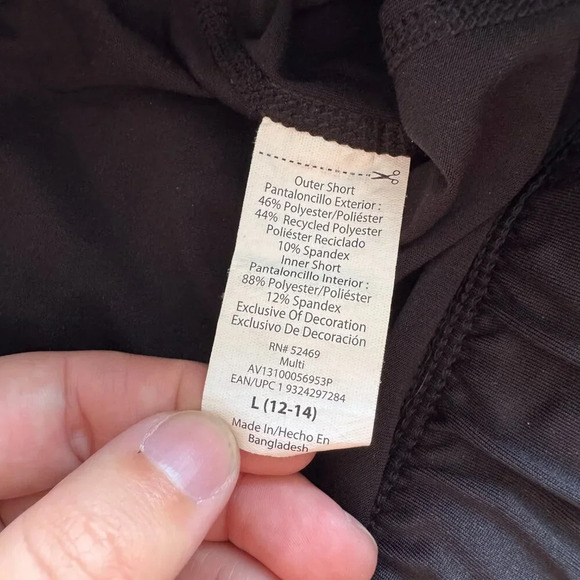 Outer Short
Pantaloncillo Exterior :
46% Polyester/Poliéster
44% Recycled Polyester
Poliéster Reciclado
10% Spandex
Inner Short
Pantaloncillo Interior :
88% Polyester/Poliéster
12% Spandex
Exclusive Of Decoration
Exclusivo De Decoración
RN# 52469
Multi
AV13100056953P
EAN/UPC 1 9324297284
L (12-14)
Made In/Hecho En
Bangladesh